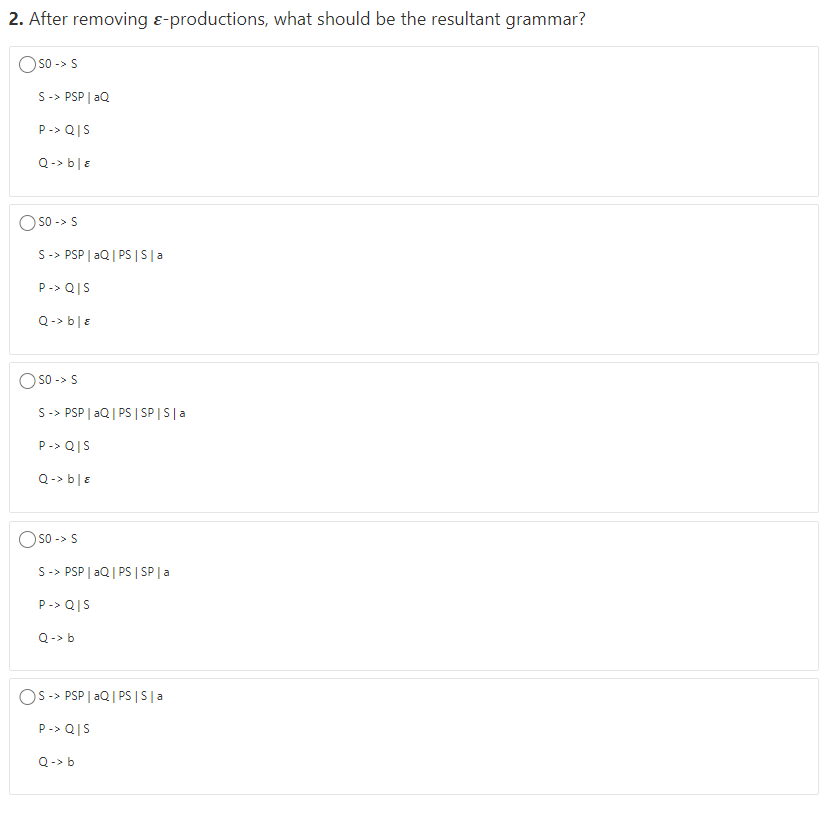 2. After removing ε-productions, what should be the resultant grammar?
S0 -> S
S -> PSP | aQ
P -> Q | S
Q -> b | ε
S0 -> S
S -> PSP | aQ | PS | S | a
P -> Q | S
Q -> b | ε
S0 -> S
S -> PSP | aQ | PS | SP | S | a
P -> Q | S
Q -> b | ε
S0 -> S
S -> PSP | aQ | PS | SP | a
P -> Q | S
Q -> b
S -> PSP | aQ | PS | S | a
P -> Q | S
Q -> b